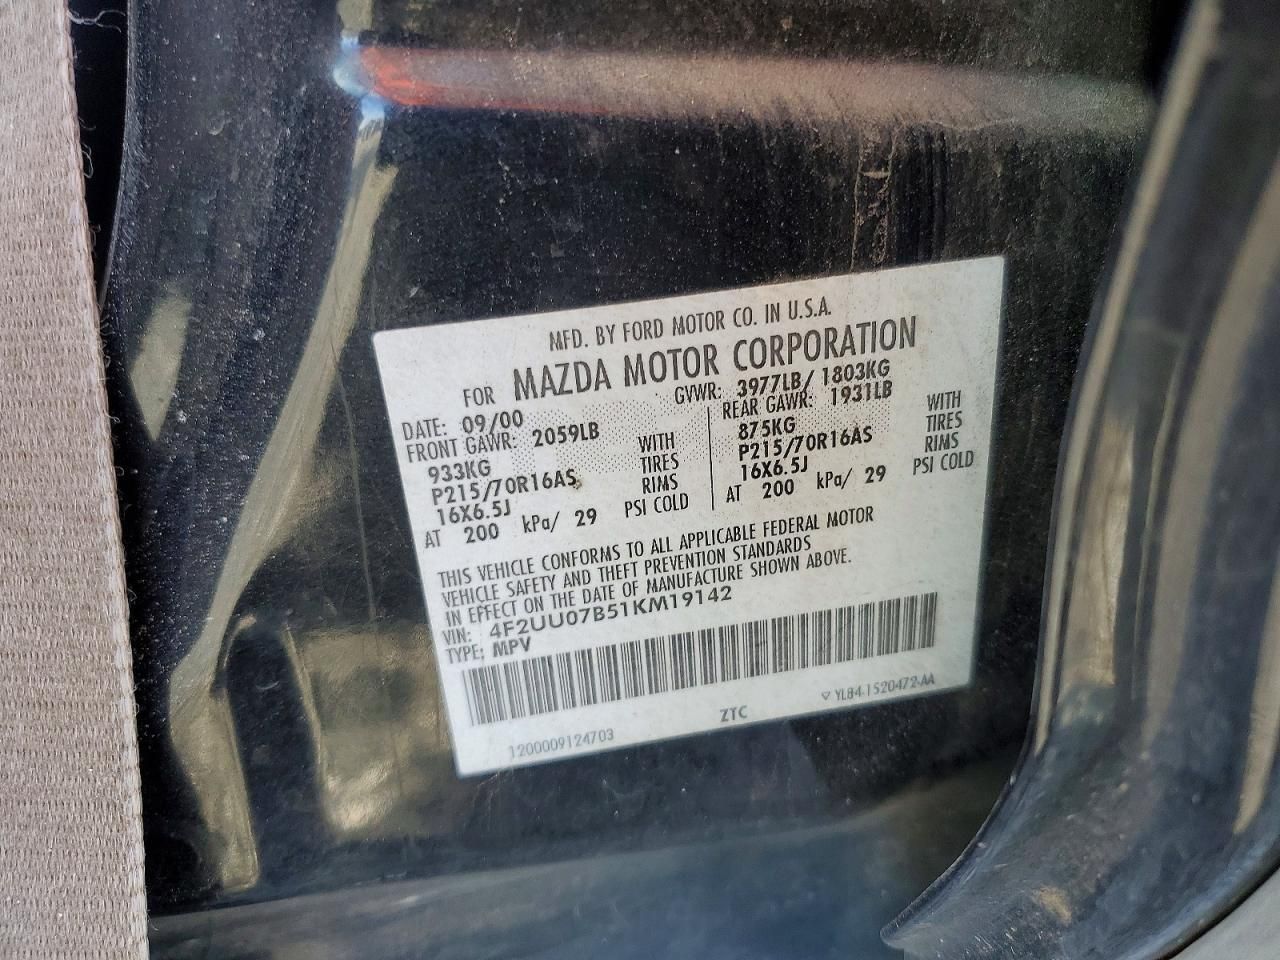 MFD. BY FORD MOTOR CO. IN U.S.A.
FOR MAZDA MOTOR CORPORATION
DATE: 09/00 GVWR: 3977LB/ 1803KG
FRONT GAWR: 2059LB REAR GAWR: 1931LB
933KG WITH 875KG WITH
P215/70R16AS TIRES P215/70R16AS TIRES
16X6.5J RIMS 16X6.5J RIMS
AT 200 kPa/ 29 PSI COLD AT 200 kPa/ 29 PSI COLD
THIS VEHICLE CONFORMS TO ALL APPLICABLE FEDERAL MOTOR
VEHICLE SAFETY AND THEFT PREVENTION STANDARDS
IN EFFECT ON THE DATE OF MANUFACTURE SHOWN ABOVE.
VIN: 4F2UU07B51KM19142
TYPE: MPV
1200009124703 ZTC ▽ YL84-1520472-AA